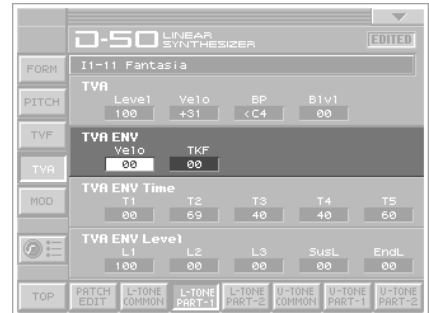 D-50 LINEAR SYNTHESIZER EDITED
FORM I1-11 Fantasia
PITCH
TVA
Level Velo BP Blvl
100 +31 <C4 00
TVF
TVA ENV
Velo TKF
00 00
TVA
TVA ENV Time
MOD
T1 T2 T3 T4 T5
00 69 40 40 60
TVA ENV Level
L1 L2 L3 SusL EndL
100 00 00 00 00
TOP PATCH EDIT L-TONE COMMON L-TONE PART-1 L-TONE PART-2 U-TONE COMMON U-TONE PART-1 U-TONE PART-2